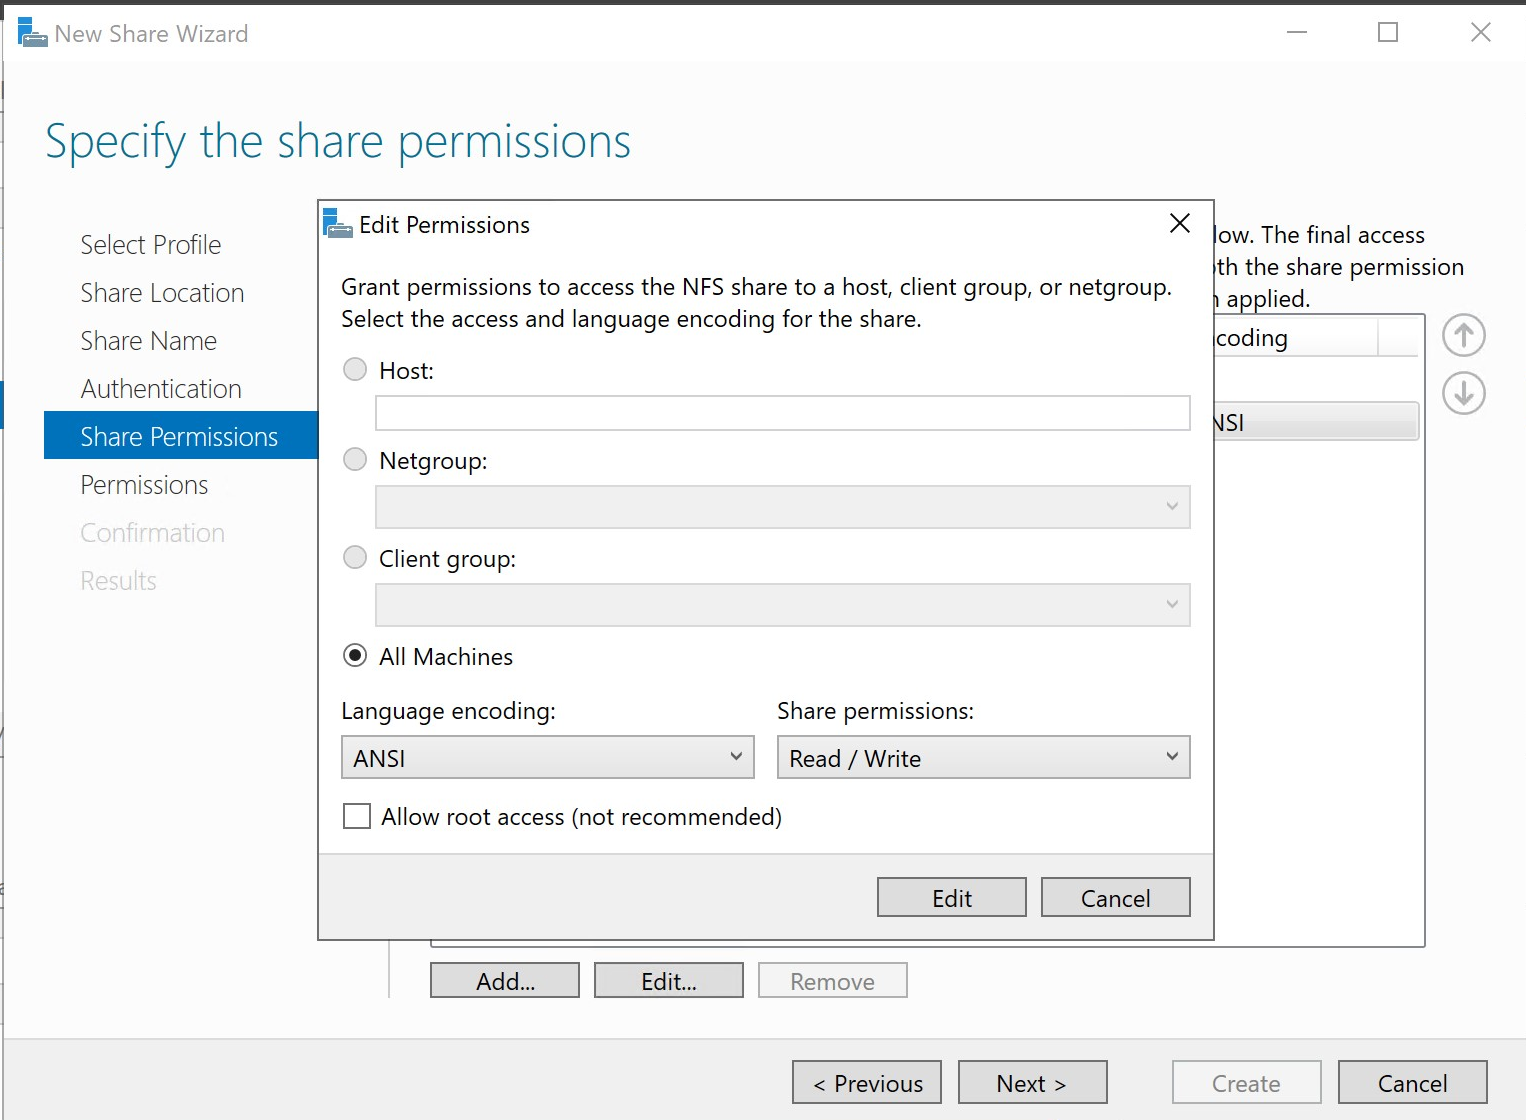 New Share Wizard
Specify the share permissions
Select Profile
Share Location
Share Name
Authentication
Share Permissions
Permissions
Confirmation
Results
Edit Permissions
Grant permissions to access the NFS share to a host, client group, or netgroup.
Select the access and language encoding for the share.
Host:
Netgroup:
Client group:
All Machines
Language encoding:
Share permissions:
ANSI
Read / Write
Allow root access (not recommended)
Edit
Cancel
The final access
the share permission
applied.
Add...
Edit...
Remove
< Previous
Next >
Create
Cancel